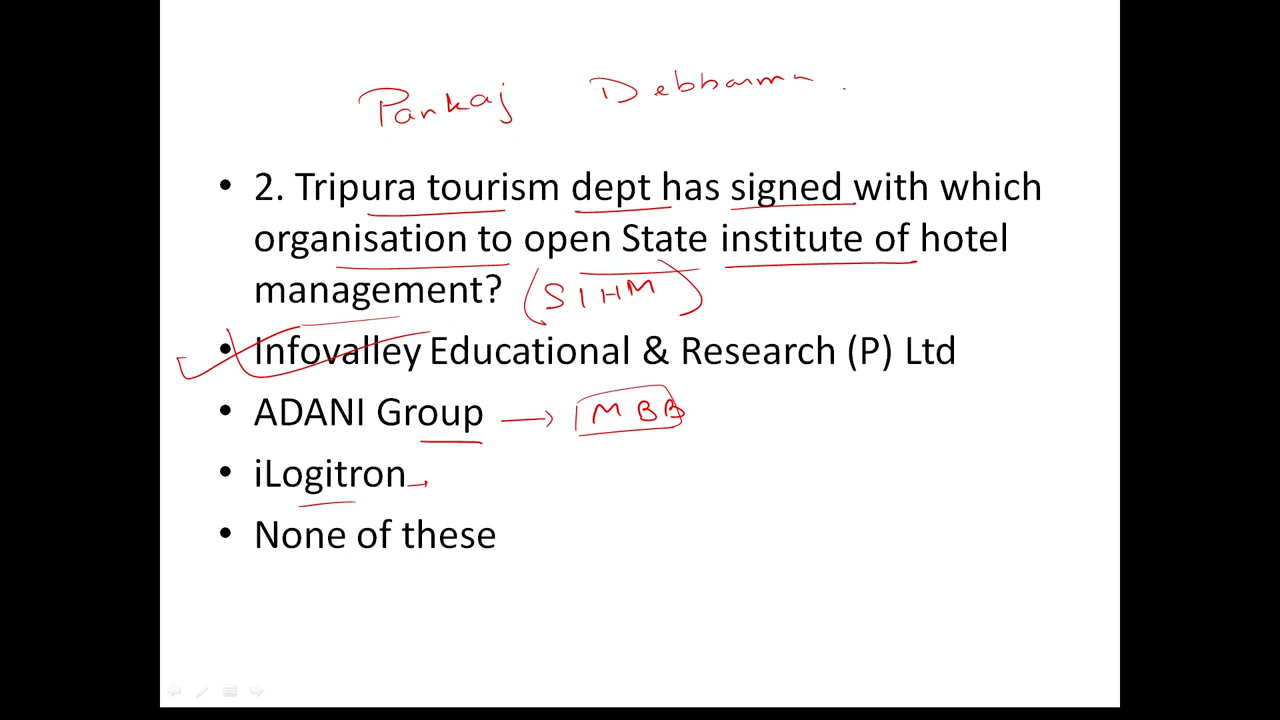 Pankaj Debbarma.
• 2. Tripura tourism dept has signed with which
organisation to open State institute of hotel
management? (SIHM)
• Infovalley Educational & Research (P) Ltd
• ADANI Group → MBB
• iLogitron →
• None of these